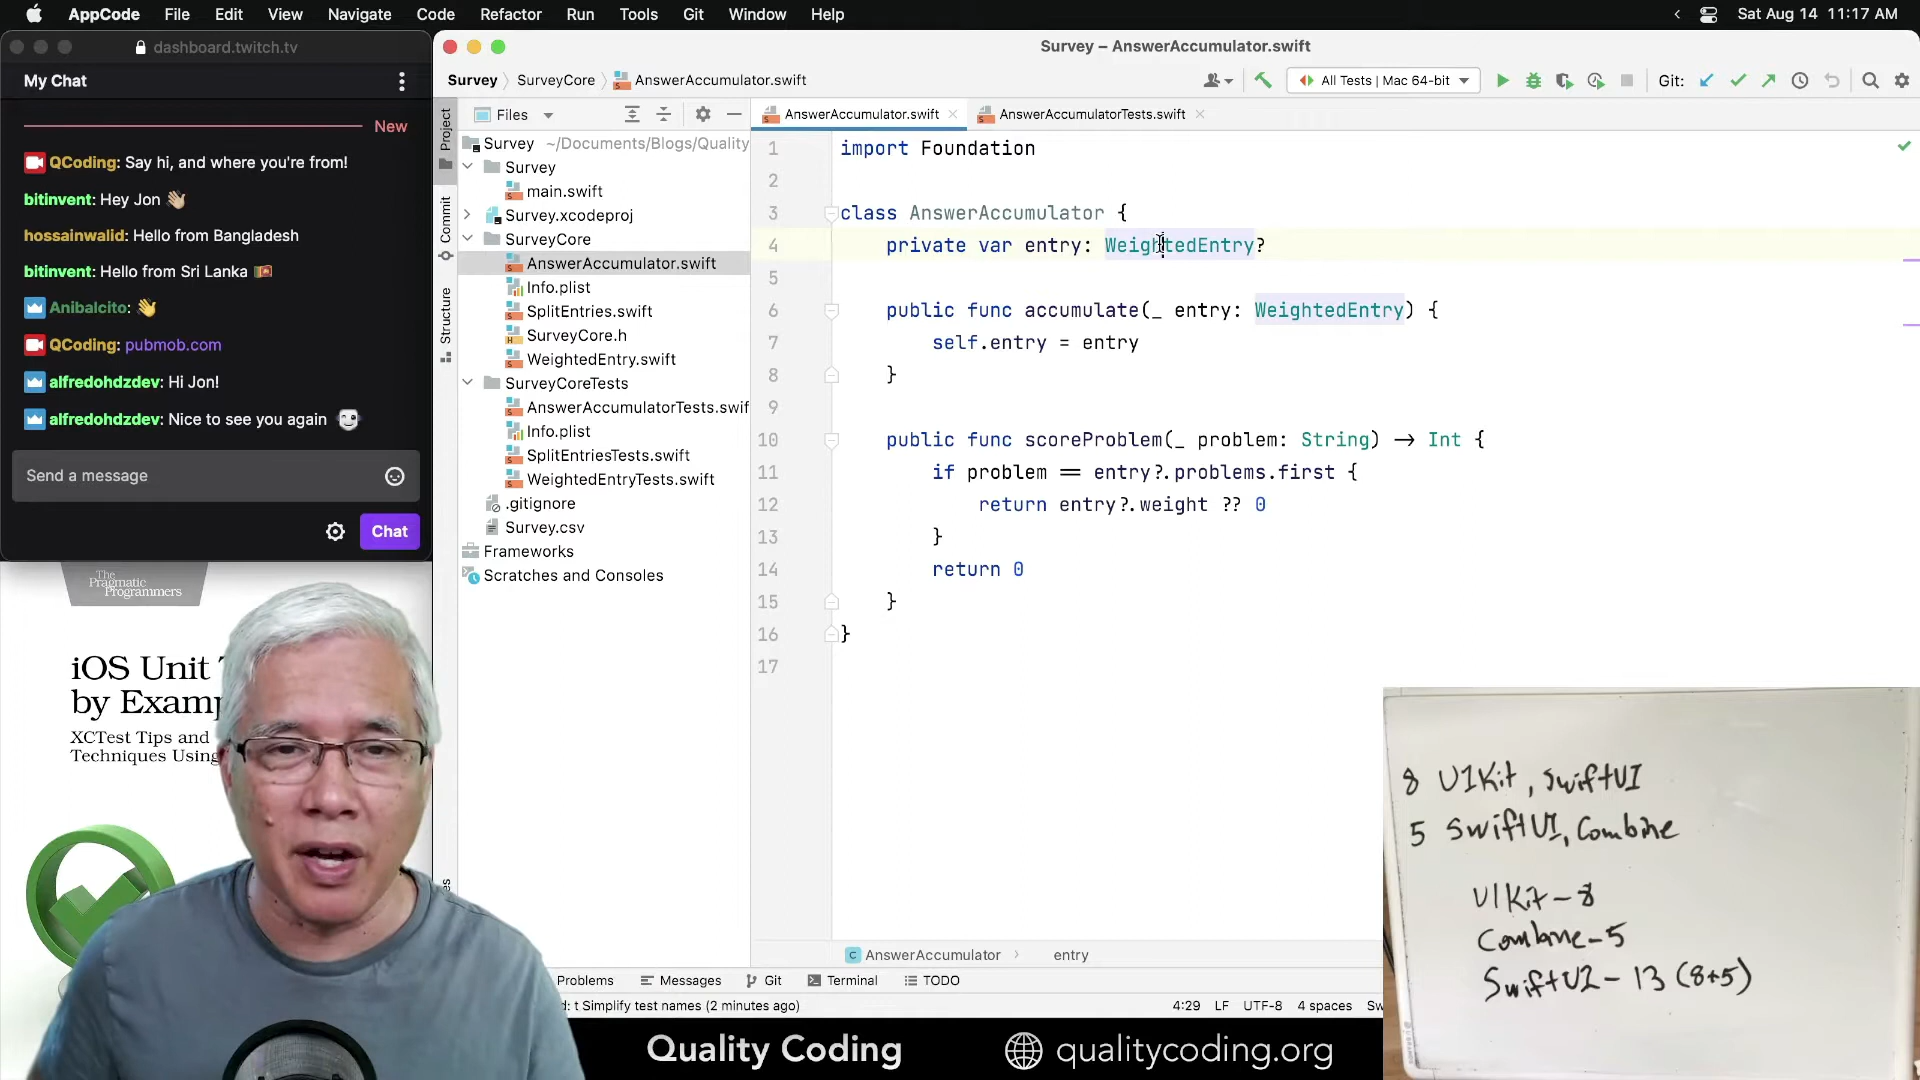 AppCode File Edit View Navigate Code Refactor Run Tools Git Window Help Sat Aug 14 11:17 AM
dashboard.twitch.tv
My Chat
New
QCoding: Say hi, and where you're from!
bitinvent: Hey Jon
hossainwalid: Hello from Bangladesh
bitinvent: Hello from Sri Lanka
Anibalcito:
QCoding: pubmob.com
alfredohdzdev: Hi Jon!
alfredohdzdev: Nice to see you again
Send a message
Chat
The
Pragmatic
Programmers
iOS Unit
by Examp
XCTest Tips and
Techniques Using
Survey – AnswerAccumulator.swift
Survey SurveyCore AnswerAccumulator.swift
All Tests | Mac 64-bit
Git:
Project
Commit
Structure
Files
Survey ~/Documents/Blogs/Quality
Survey
main.swift
Survey.xcodeproj
SurveyCore
AnswerAccumulator.swift
Info.plist
SplitEntries.swift
SurveyCore.h
WeightedEntry.swift
SurveyCoreTests
AnswerAccumulatorTests.swif
Info.plist
SplitEntriesTests.swift
WeightedEntryTests.swift
.gitignore
Survey.csv
Frameworks
Scratches and Consoles
AnswerAccumulator.swift AnswerAccumulatorTests.swift
1 import Foundation
2
3 class AnswerAccumulator {
4 private var entry: WeightedEntry?
5
6 public func accumulate(_ entry: WeightedEntry) {
7 self.entry = entry
8 }
9
10 public func scoreProblem(_ problem: String) -> Int {
11 if problem == entry?.problems.first {
12 return entry?.weight ?? 0
13 }
14 return 0
15 }
16 }
17
AnswerAccumulator entry
Problems Messages Git Terminal TODO
d: t Simplify test names (2 minutes ago) 4:29 LF UTF-8 4 spaces Sw
Quality Coding qualitycoding.org
8 UIKit, SwiftUI
5 SwiftUI, Combine
UIKit – 8
Combine – 5
SwiftUI – 13 (8+5)